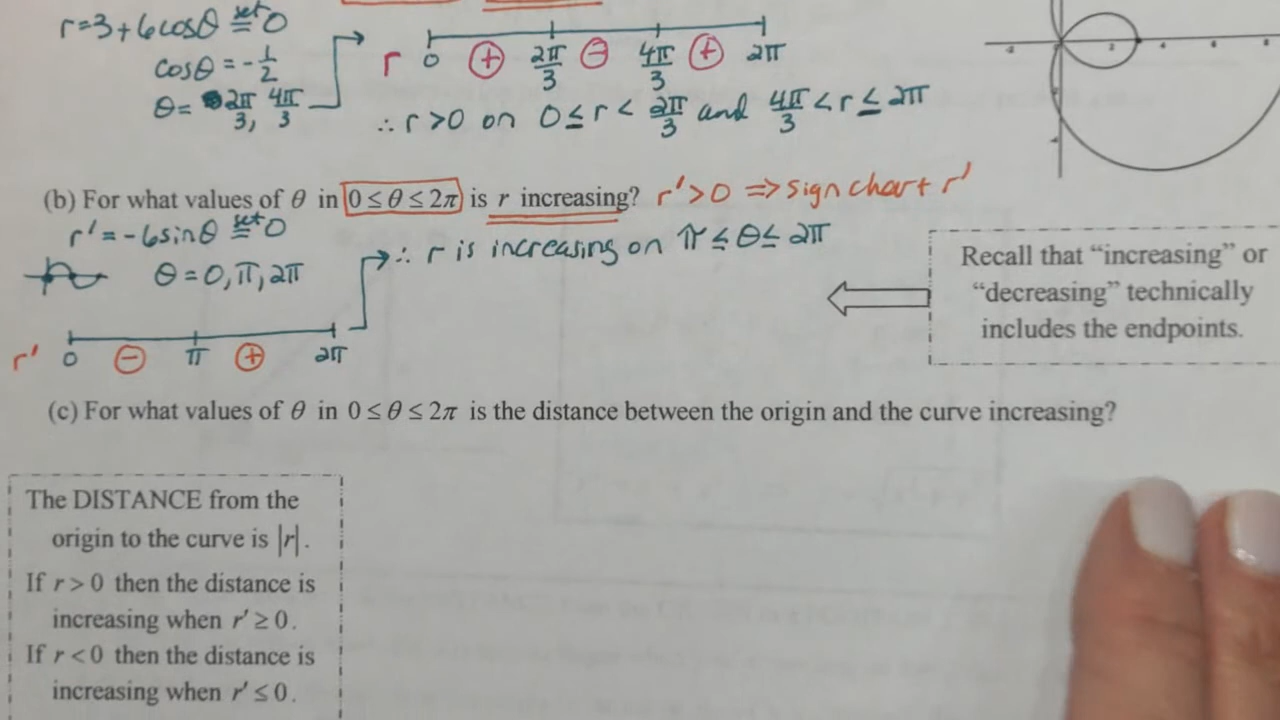 r=3+6cosθ set= 0
cosθ = -1/2
θ = 2π/3, 4π/3
r 0 + 2π/3 - 4π/3 + 2π
∴ r >0 on 0≤r< 2π/3 and 4π/3 <r≤2π
-2 2 4 6 8
(b) For what values of θ in 0≤θ≤2π is r increasing? r'>0 => sign chart r'
r' = -6sinθ set= 0
θ = 0, π, 2π
∴ r is increasing on π≤θ≤2π
r' 0 - π + 2π
Recall that “increasing” or
“decreasing” technically
includes the endpoints.
(c) For what values of θ in 0≤θ≤2π is the distance between the origin and the curve increasing?
The DISTANCE from the
origin to the curve is |r|.
If r>0 then the distance is
increasing when r'≥0.
If r<0 then the distance is
increasing when r'≤0.